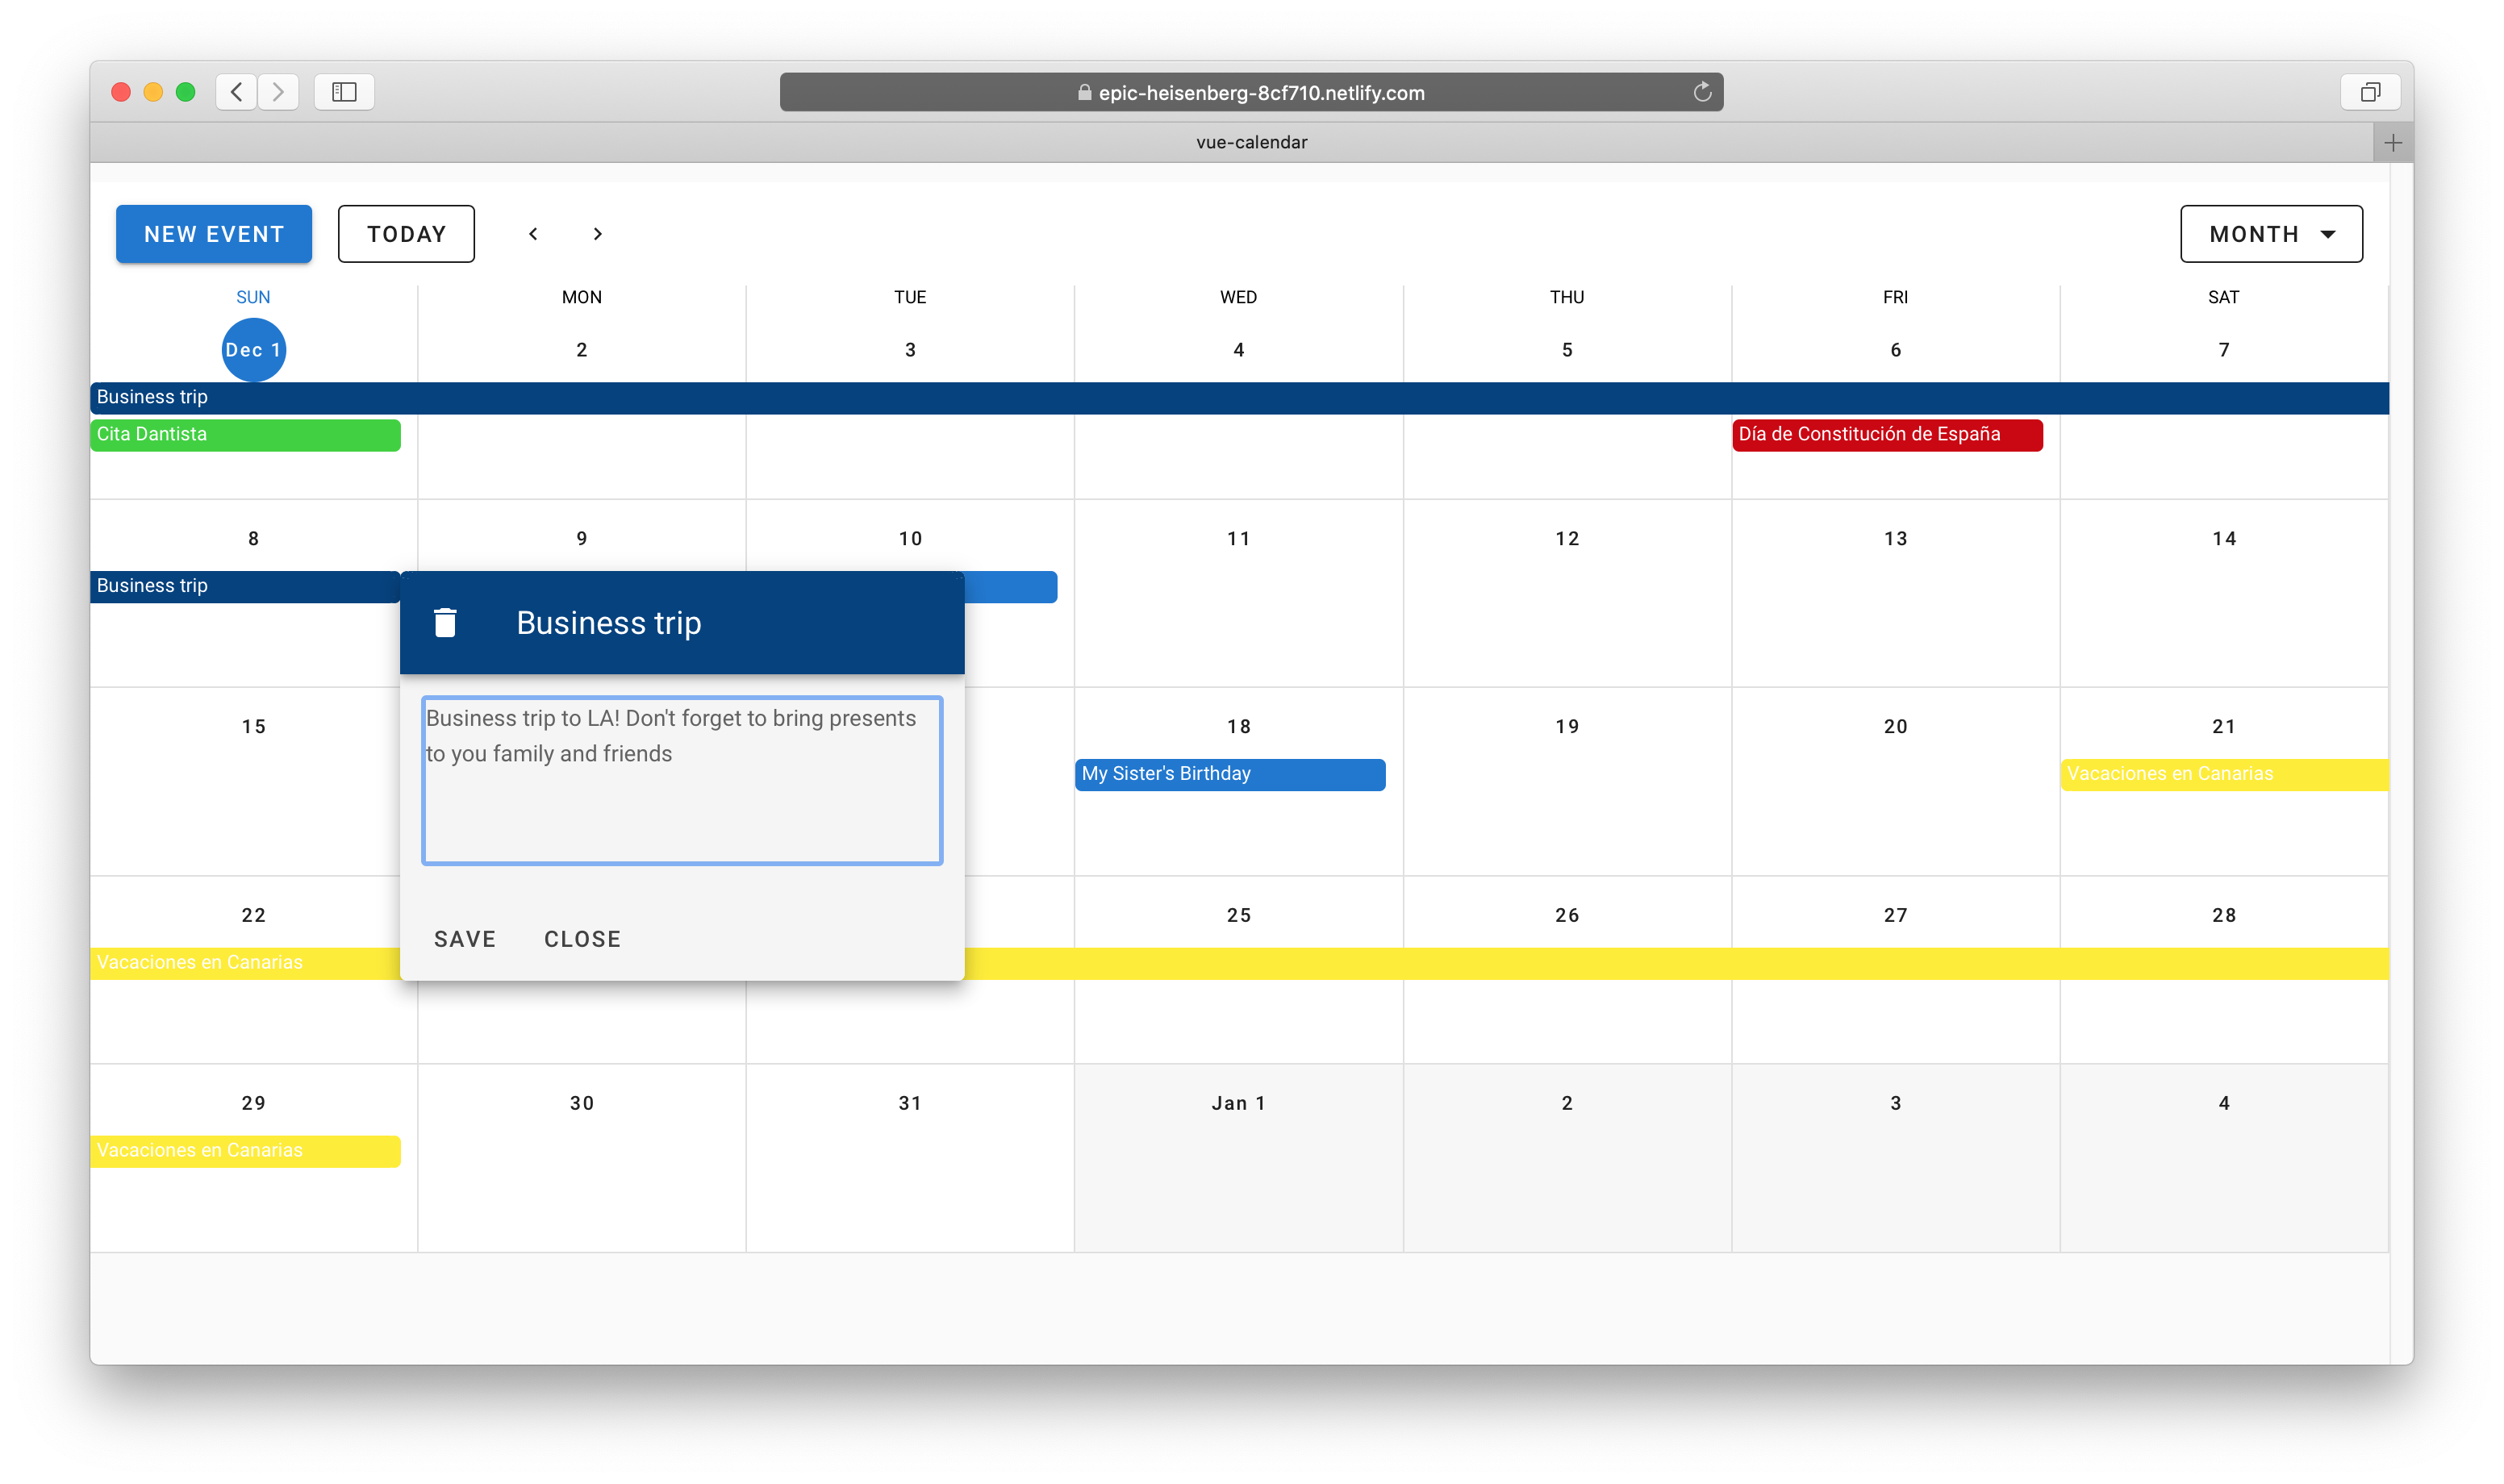 epic-heisenberg-8cf710.netlify.com
vue-calendar
NEW EVENT TODAY MONTH
SUN MON TUE WED THU FRI SAT
Dec 1 2 3 4 5 6 7
Business trip
Cita Dantista Día de Constitución de España
8 9 10 11 12 13 14
Business trip
Business trip
Business trip to LA! Don't forget to bring presents
to you family and friends
SAVE CLOSE
15 18 19 20 21
My Sister's Birthday Vacaciones en Canarias
22 25 26 27 28
Vacaciones en Canarias
29 30 31 Jan 1 2 3 4
Vacaciones en Canarias